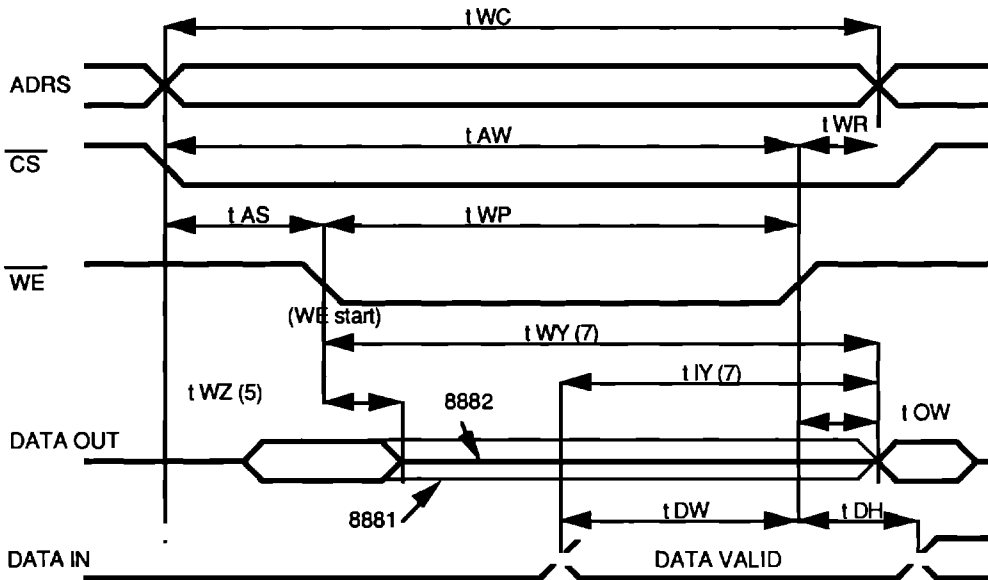 t WC
ADRS
t AW
t WR
CS
t AS
t WP
WE
(WE start)
t WY (7)
t IY (7)
t WZ (5)
8882
t OW
DATA OUT
8881
t DW
t DH
DATA IN
DATA VALID